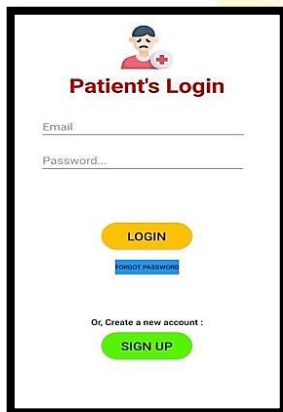 Patient's Login
Email
Password...
LOGIN
FORGOT PASSWORD
Or, Create a new account :
SIGN UP